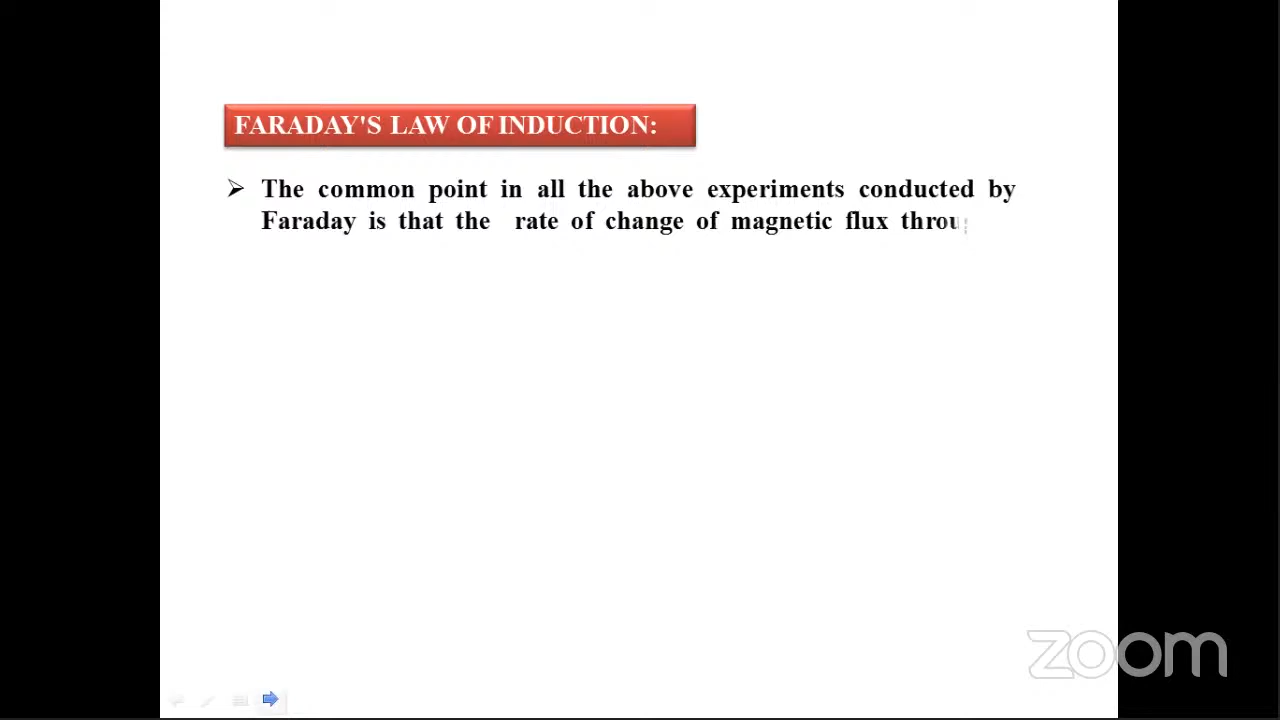 FARADAY'S LAW OF INDUCTION:
➢ The common point in all the above experiments conducted by
Faraday is that the rate of change of magnetic flux
zoom